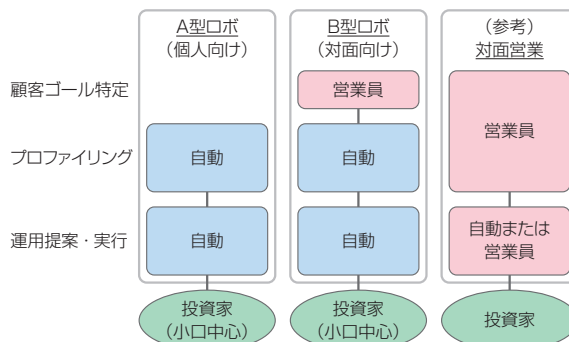 A型ロボ
(個人向け)
B型ロボ
(対面向け)
(参考)
対面営業
顧客ゴール特定
営業員
営業員
プロファイリング
自動
自動
運用提案・実行
自動
自動
自動または
営業員
投資家
(小口中心)
投資家
(小口中心)
投資家